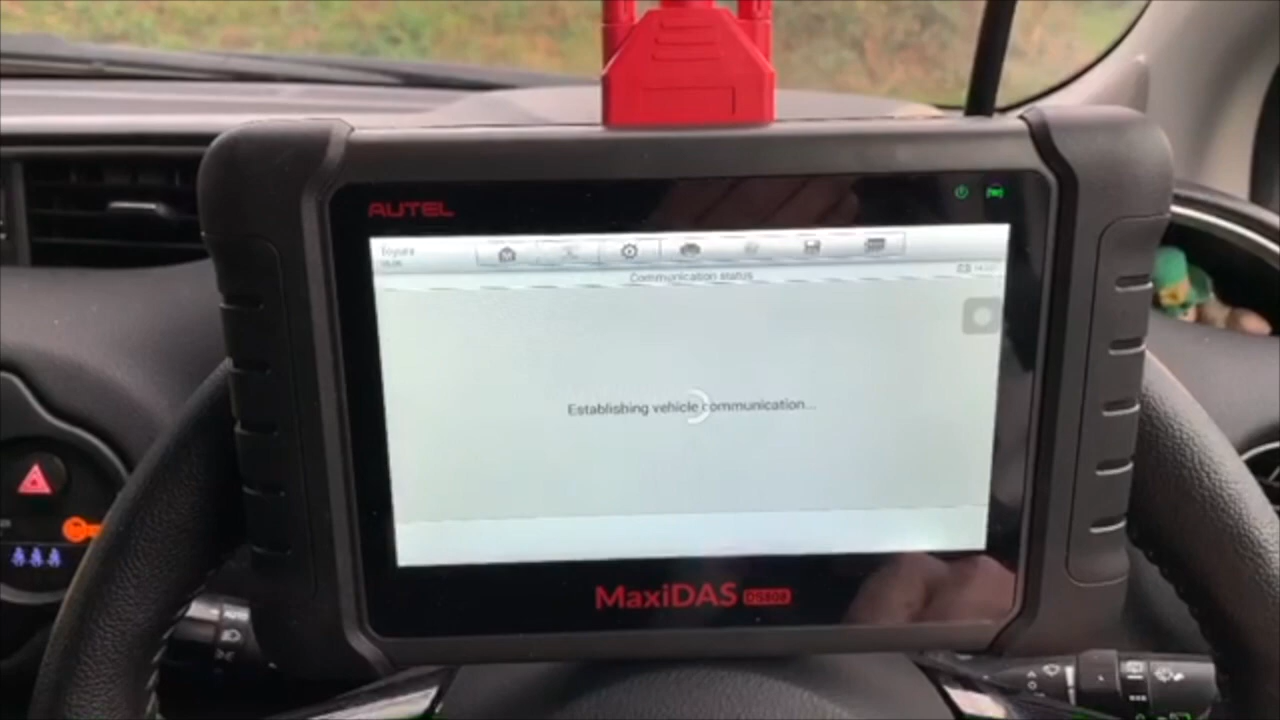 AUTEL
Toyota
Communication status
Establishing vehicle communication...
MaxiDAS DS808